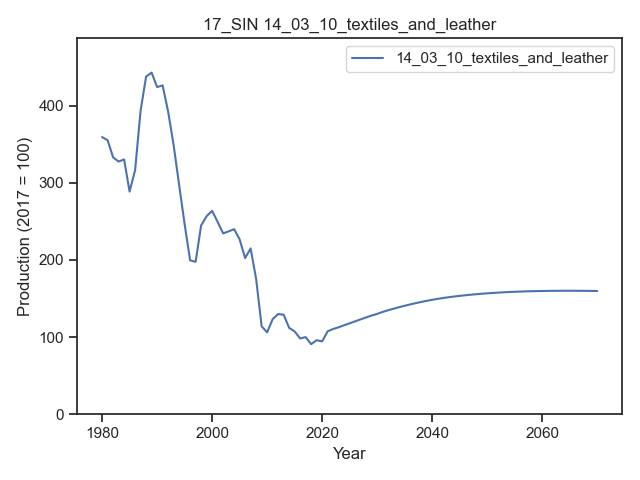 17_SIN 14_03_10_textiles_and_leather
14_03_10_textiles_and_leather
Production (2017 = 100)
400
300
200
100
0
1980
2000
2020
2040
2060
Year